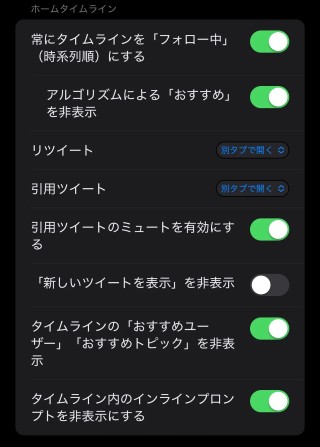 ホームタイムライン
常にタイムラインを「フォロー中」
（時系列順）にする
アルゴリズムによる「おすすめ」
を非表示
リツイート
別タブで開く
引用ツイート
別タブで開く
引用ツイートのミュートを有効にす
る
「新しいツイートを表示」を非表示
タイムラインの「おすすめユー
ザー」「おすすめトピック」を非表
示
タイムライン内のインラインプロン
プトを非表示にする